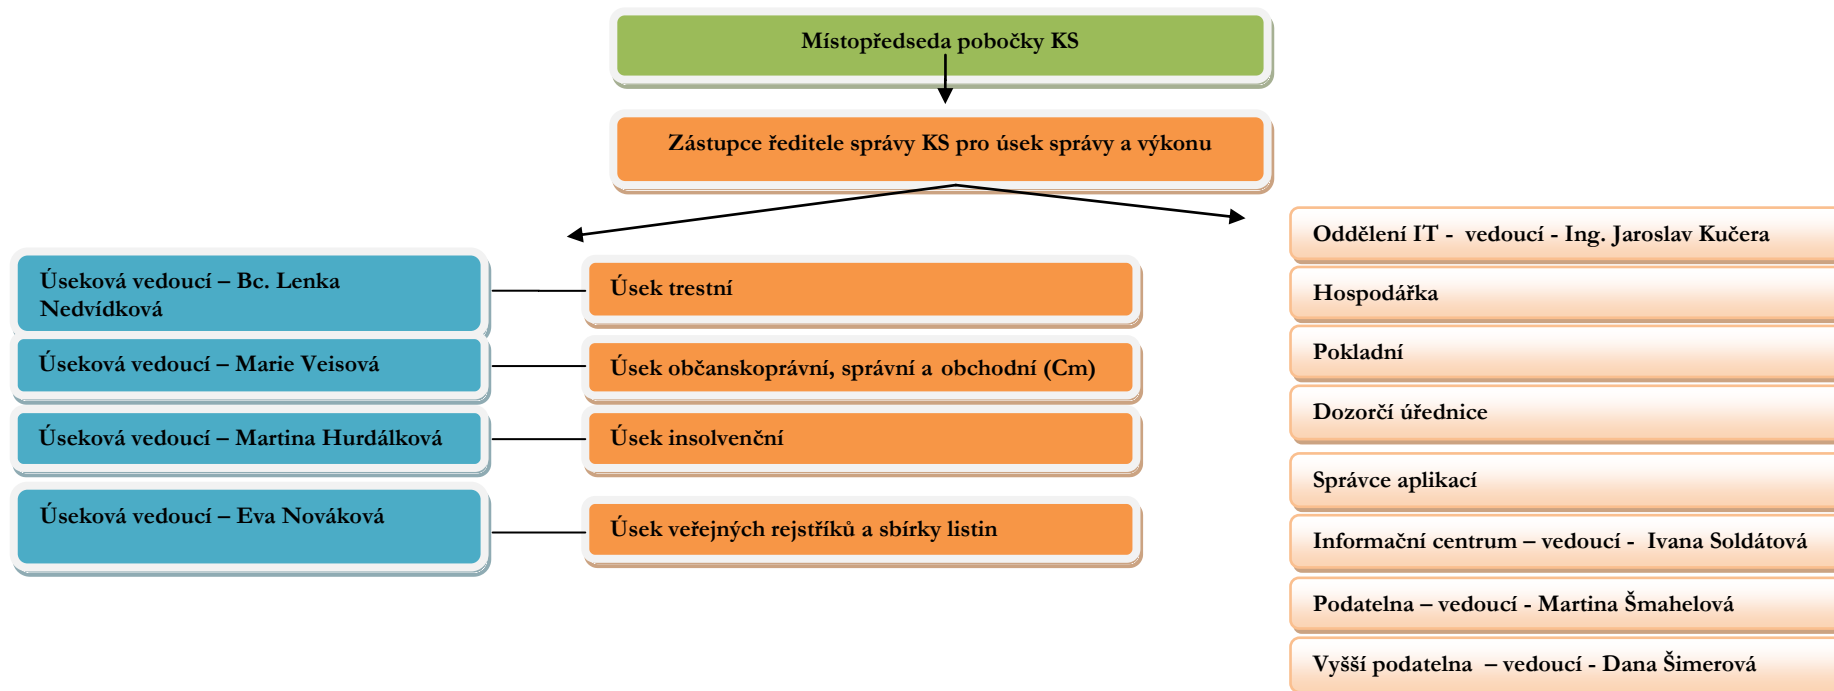 Místopředseda pobočky KS
Zástupce ředitele správy KS pro úsek správy a výkonu
Úseková vedoucí – Bc. Lenka
Nedvídková
Úsek trestní
Úseková vedoucí – Marie Veisová
Úsek občanskoprávní, správní a obchodní (Cm)
Úseková vedoucí – Martina Hurdálková
Úsek insolvenční
Úseková vedoucí – Eva Nováková
Úsek veřejných rejstříků a sbírky listin
Oddělení IT - vedoucí - Ing. Jaroslav Kučera
Hospodářka
Pokladní
Dozorčí úřednice
Správce aplikací
Informační centrum – vedoucí - Ivana Soldátová
Podatelna – vedoucí - Martina Šmahelová
Vyšší podatelna – vedoucí - Dana Šimerová